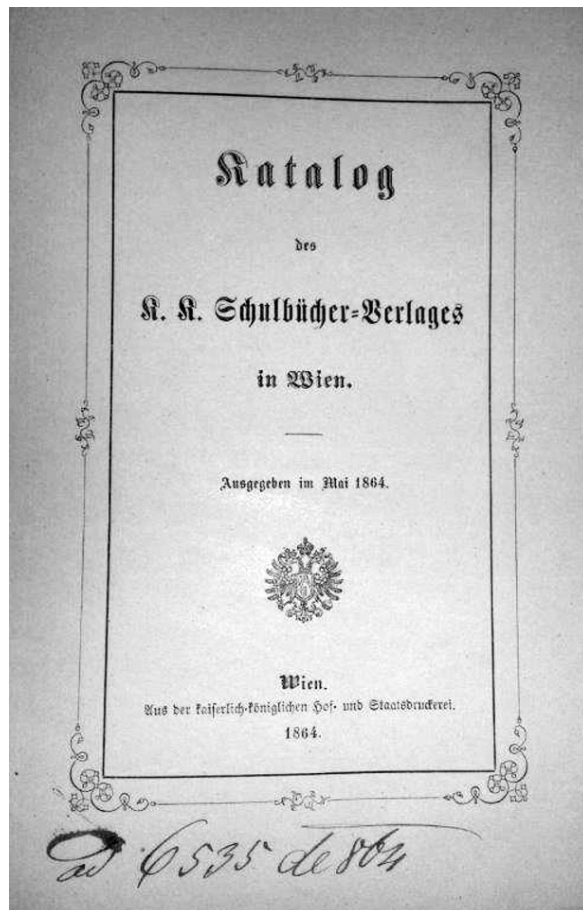 Katalog
des
K. K. Schulbücher-Verlages
in Wien.
Ausgegeben im Mai 1864.
Wien.
Aus der kaiserlich-königlichen Hof- und Staatsdruckerei.
1864.
ad 6535 de 864